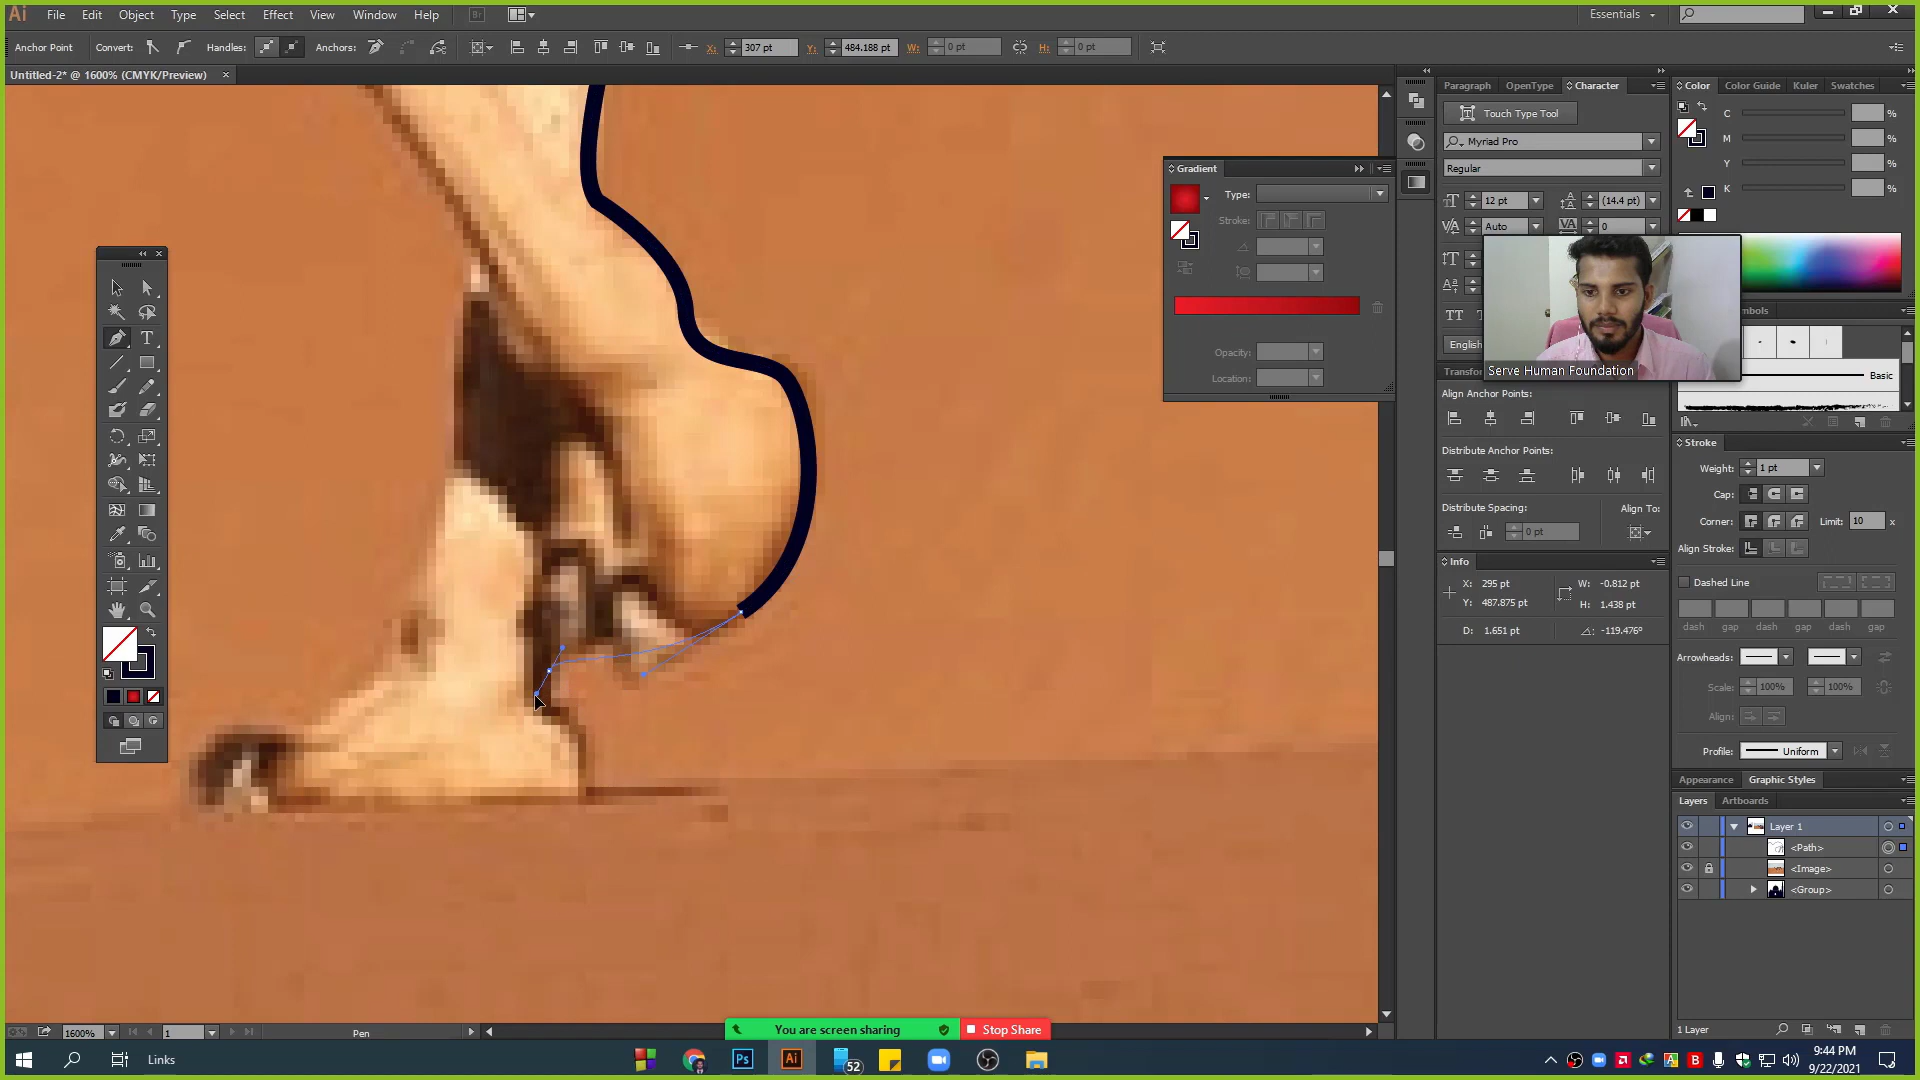 Ai File Edit Object Type Select Effect View Window Help Br Essentials
Anchor Point Convert: Handles: Anchors: X: 307 pt Y: 484.188 pt W: 0 pt H: 0 pt
Untitled-2* @ 1600% (CMYK/Preview) ×
Paragraph OpenType Character
Touch Type Tool
Myriad Pro
Regular
12 pt (14.4 pt)
Auto 0
TT
English
Color Color Guide Kuler Swatches
C %
M %
Y %
K %
Gradient
Type:
Stroke:
Opacity:
Location:
Serve Human Foundation
Basic
Align Anchor Points:
Distribute Anchor Points:
Distribute Spacing: Align To:
0 pt
Info
X: 295 pt W: -0.812 pt
Y: 487.875 pt H: 1.438 pt
D: 1.651 pt -119.476°
Stroke
Weight: 1 pt
Cap:
Corner: Limit: 10 x
Align Stroke:
Dashed Line
dash gap dash gap dash gap
Arrowheads:
Scale: 100% 100%
Align:
Profile: Uniform
Appearance Graphic Styles
Layers Artboards
Layer 1
<Path>
<Image>
<Group>
1 Layer
1600% 1 Pen
You are screen sharing Stop Share
Links Ps Ai 52
9:44 PM
9/22/2021